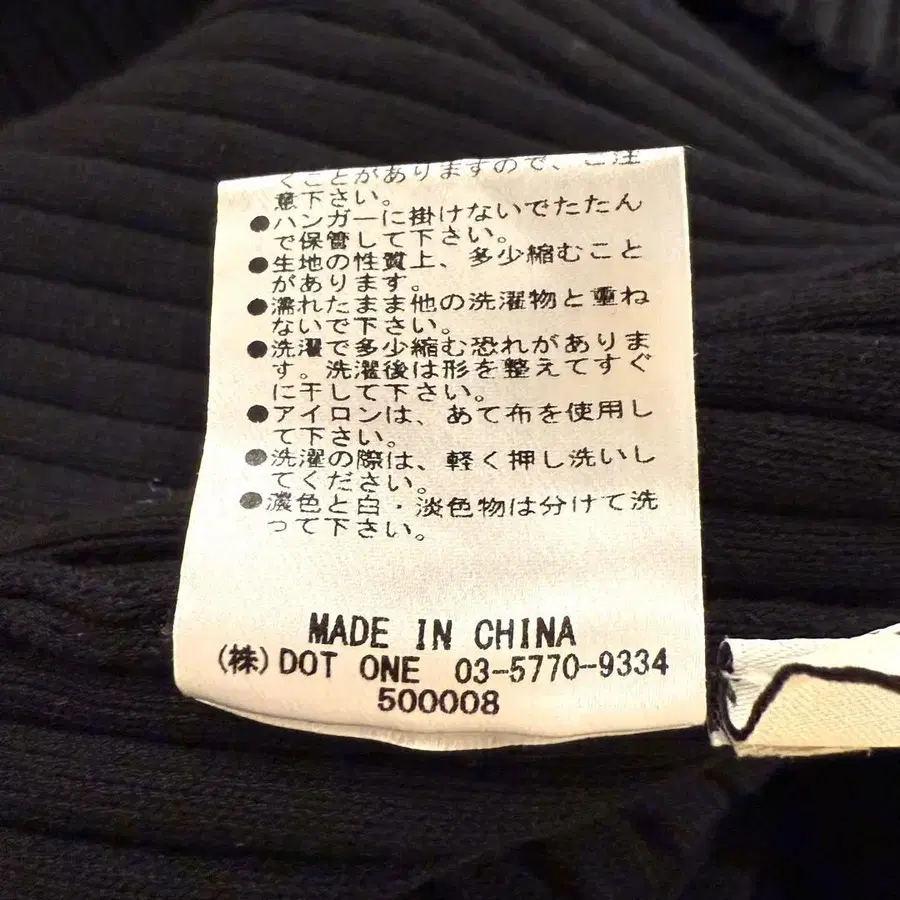 くことがありますので、ご注
意下さい。
●ハンガーに掛けないでたたん
で保管して下さい。
●生地の性質上、多少縮むこと
があります。
●濡れたまま他の洗濯物と重ね
ないで下さい。
●洗濯で多少縮む恐れがありま
す。洗濯後は形を整えてすぐ
に干して下さい。
●アイロンは、あて布を使用し
て下さい。
●洗濯の際は、軽く押し洗いし
てください。
●濃色と白・淡色物は分けて洗
って下さい。
MADE IN CHINA
(株)DOT ONE 03-5770-9334
500008